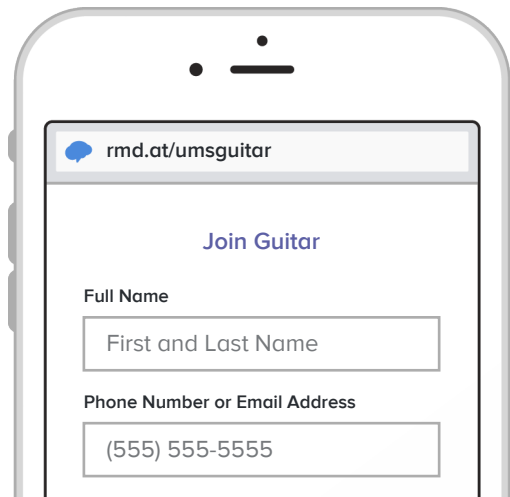 rmd.at/umsguitar
Join Guitar
Full Name
First and Last Name
Phone Number or Email Address
(555) 555-5555